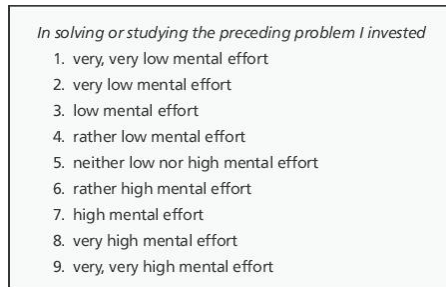 In solving or studying the preceding problem I invested
1. very, very low mental effort
2. very low mental effort
3. low mental effort
4. rather low mental effort
5. neither low nor high mental effort
6. rather high mental effort
7. high mental effort
8. very high mental effort
9. very, very high mental effort